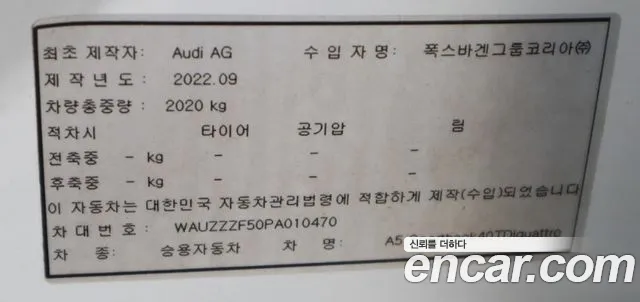 최초 제작자: Audi AG 수 입 자 명: 폭스바겐그룹코리아㈜
제 작 년 도 : 2022.09
차량총중량 : 2020 kg
적차시 타이어 공기압 림
전축중 - kg - - -
후축중 - kg - - -
이 자동차는 대한민국 자동차관리법령에 적합하게 제작(수입)되었습니다
차 대 번 호 : WAUZZZF50PA010470
차 종: 승용자동차 차 명: A5 40TDIquattro
신뢰를 더하다
encar.com